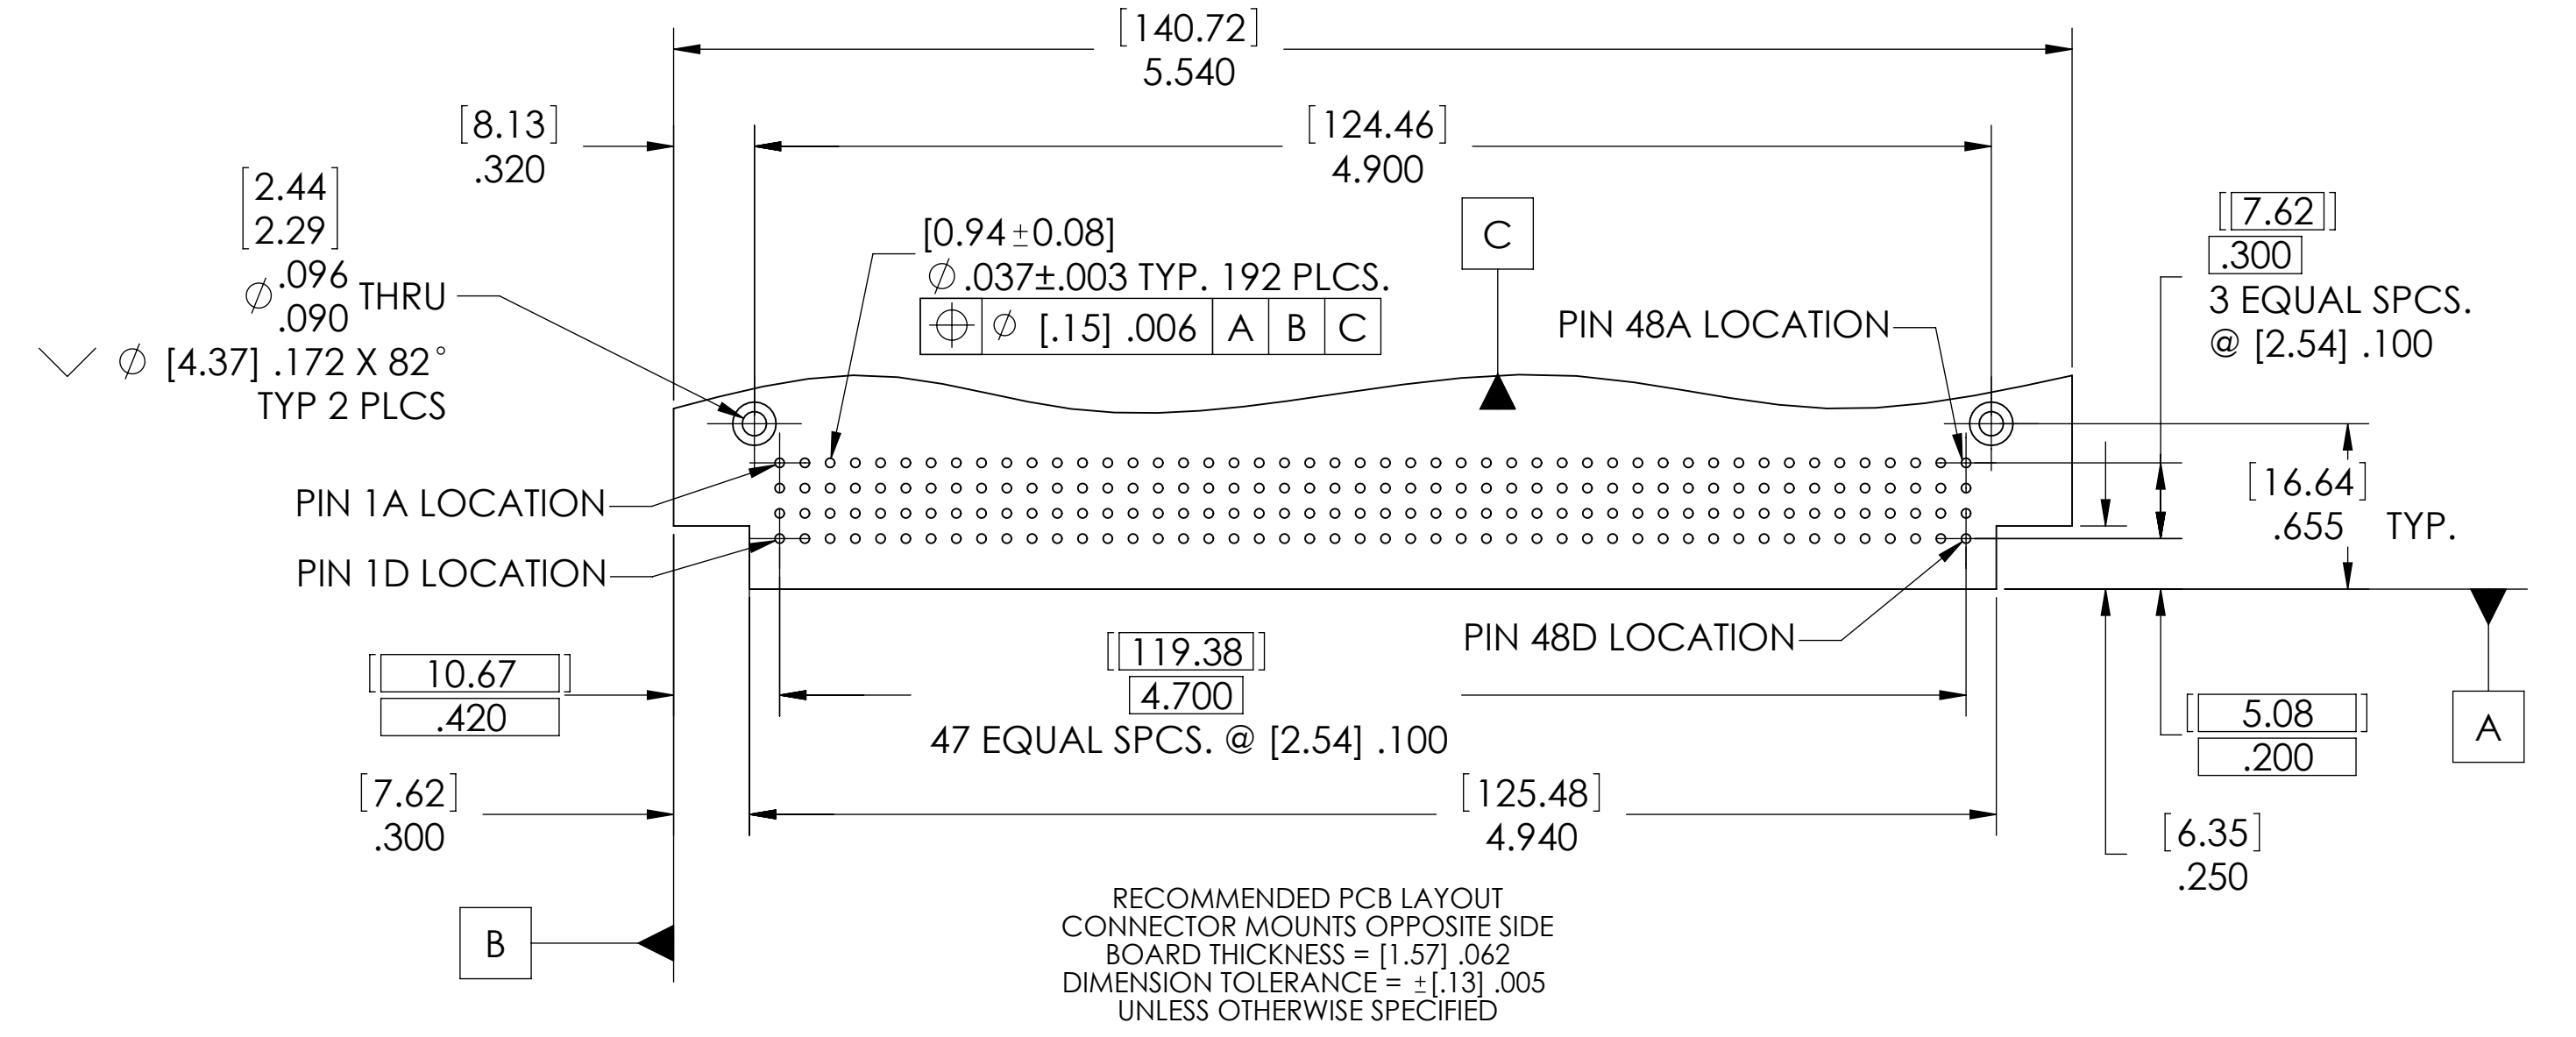 [140.72]
5.540
[8.13]
.320
[124.46]
4.900
[2.44]
[2.29]
⌀ .096 THRU
.090
⌵ ⌀ [4.37] .172 X 82°
TYP 2 PLCS
[0.94±0.08]
⌀ .037±.003 TYP. 192 PLCS.
⌖ ⌀ [.15] .006 A B C
C
PIN 48A LOCATION
[7.62]
.300
3 EQUAL SPCS.
@ [2.54] .100
PIN 1A LOCATION
PIN 1D LOCATION
[16.64]
.655 TYP.
PIN 48D LOCATION
[10.67]
.420
[119.38]
4.700
47 EQUAL SPCS. @ [2.54] .100
[5.08]
.200
A
[7.62]
.300
[125.48]
4.940
[6.35]
.250
B
RECOMMENDED PCB LAYOUT
CONNECTOR MOUNTS OPPOSITE SIDE
BOARD THICKNESS = [1.57] .062
DIMENSION TOLERANCE = ±[.13] .005
UNLESS OTHERWISE SPECIFIED